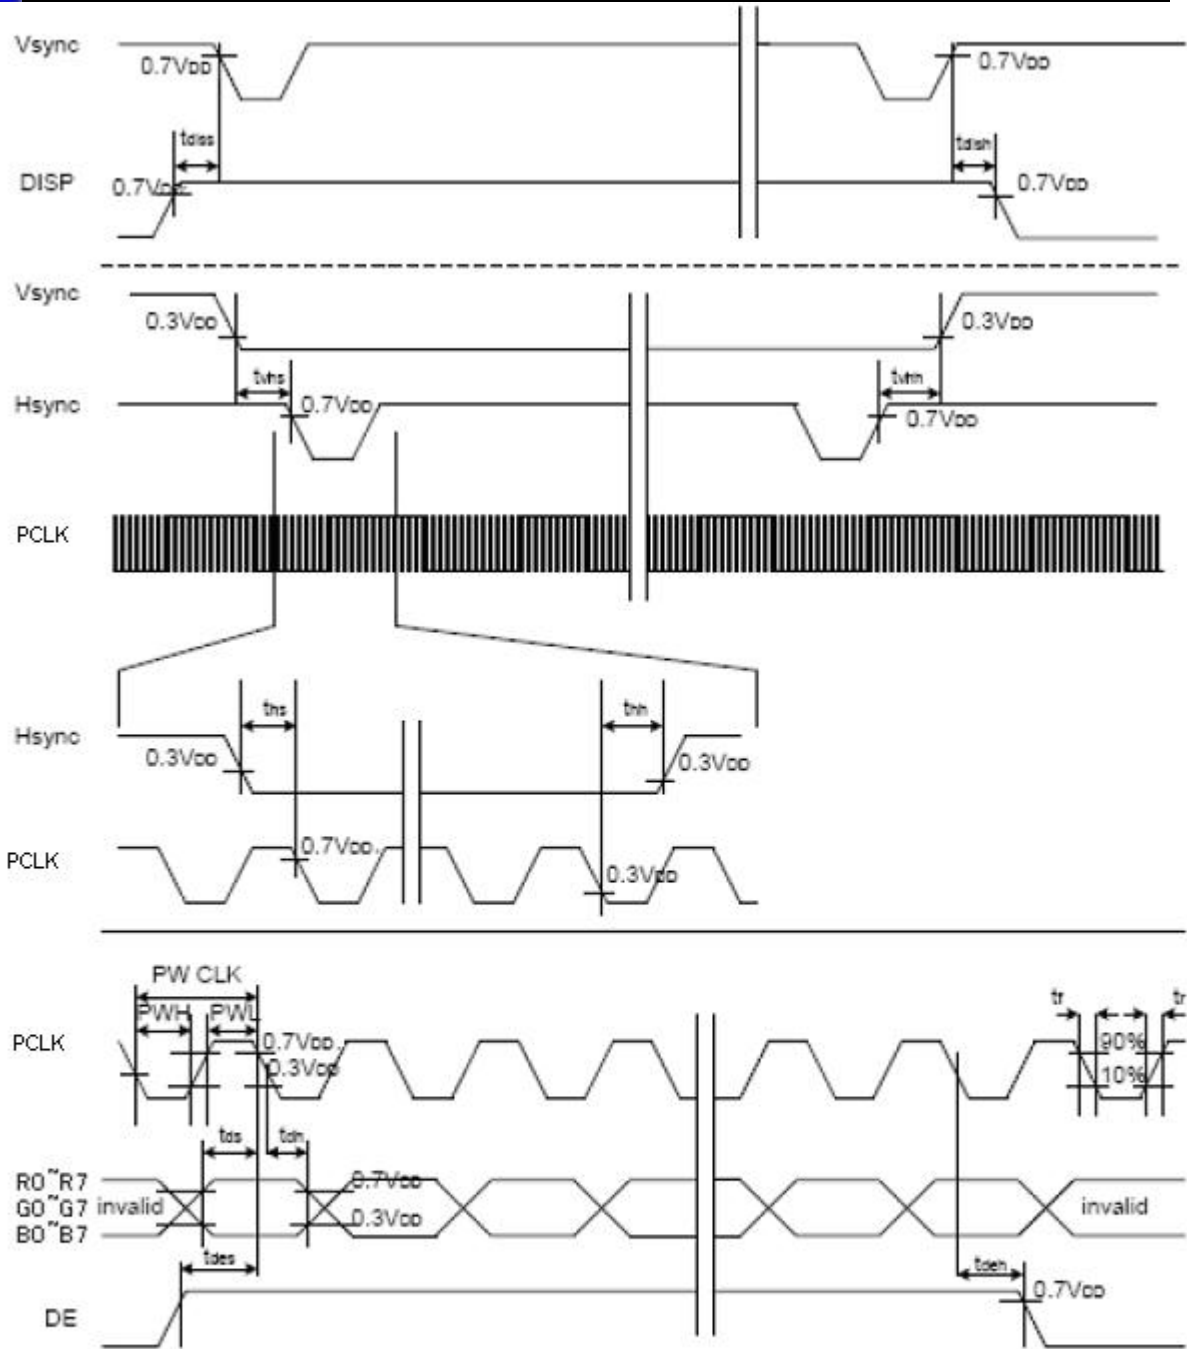 Vsync
0.7VDD
0.7VDD
tdiss
tdish
DISP
0.7VDD
0.7VDD
Vsync
0.3VDD
0.3VDD
tvhs
tvhh
Hsync
0.7VDD
0.7VDD
PCLK
ths
thh
Hsync
0.3VDD
0.3VDD
PCLK
0.7VDD
0.3VDD
PW CLK
PWH
PWL
tf
tr
PCLK
0.7VDD
90%
0.3VDD
10%
tds
tdh
R0~R7
0.7VDD
G0~G7
invalid
invalid
0.3VDD
B0~B7
tdes
tdeh
0.7VDD
DE